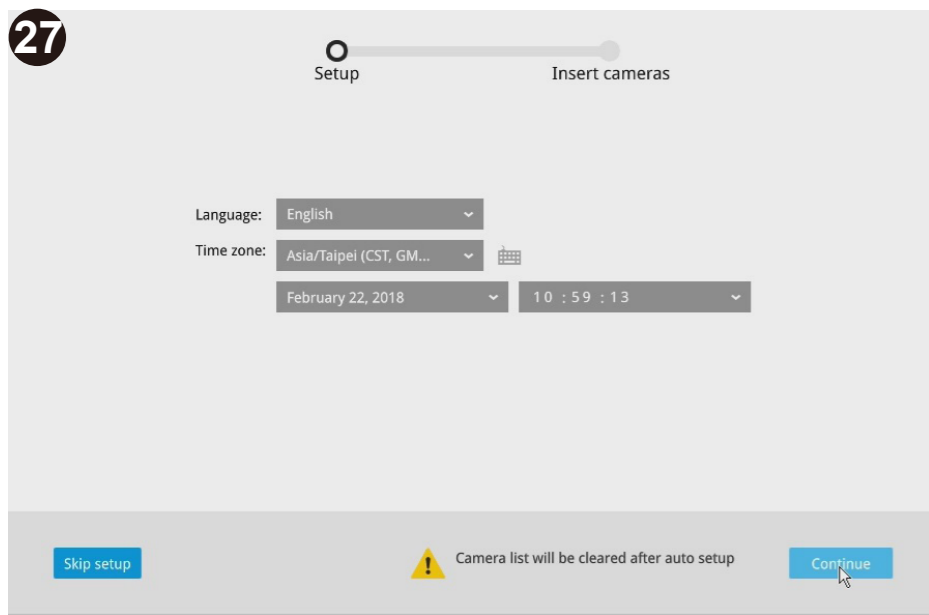 27
Setup
Insert cameras
Language:
English
Time zone:
Asia/Taipei (CST, GM...
February 22, 2018
10 : 59 : 13
Skip setup
Camera list will be cleared after auto setup
Continue